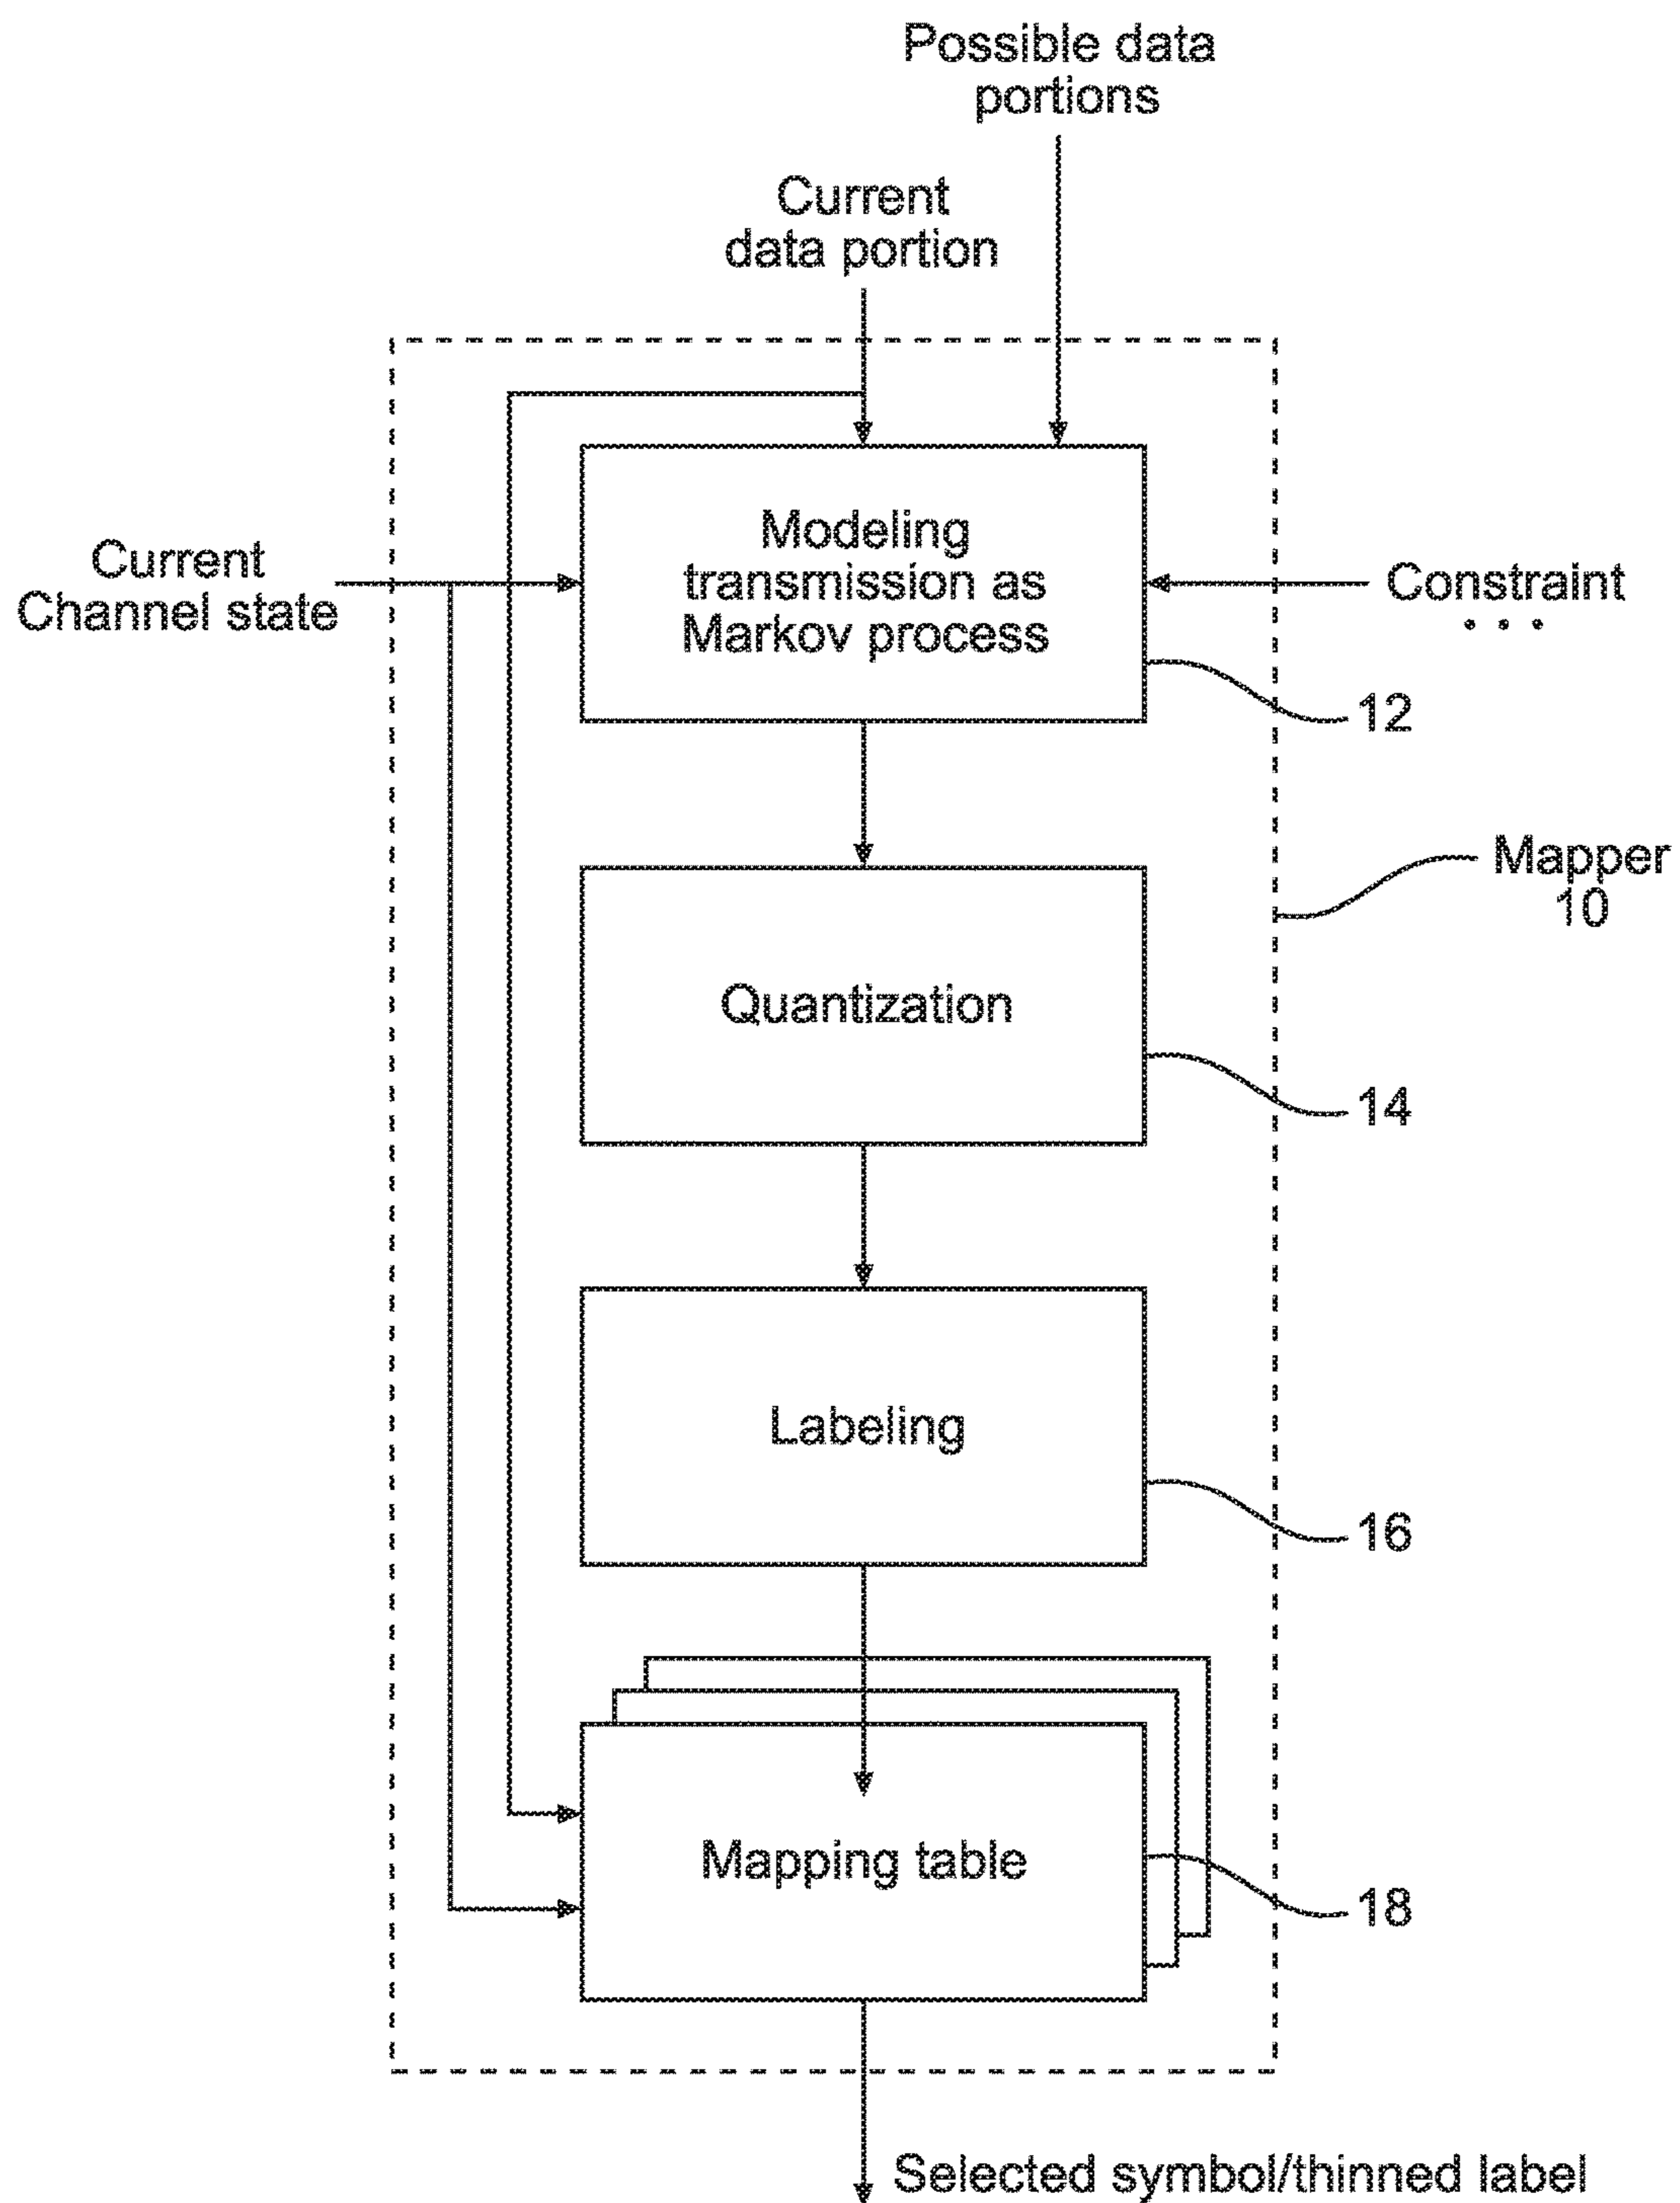 Possible data
portions
Current
data portion
Modeling
transmission as
Markov process
Current
Channel state
Constraint
...
12
Mapper
10
Quantization
14
Labeling
16
Mapping table
18
Selected symbol/thinned label